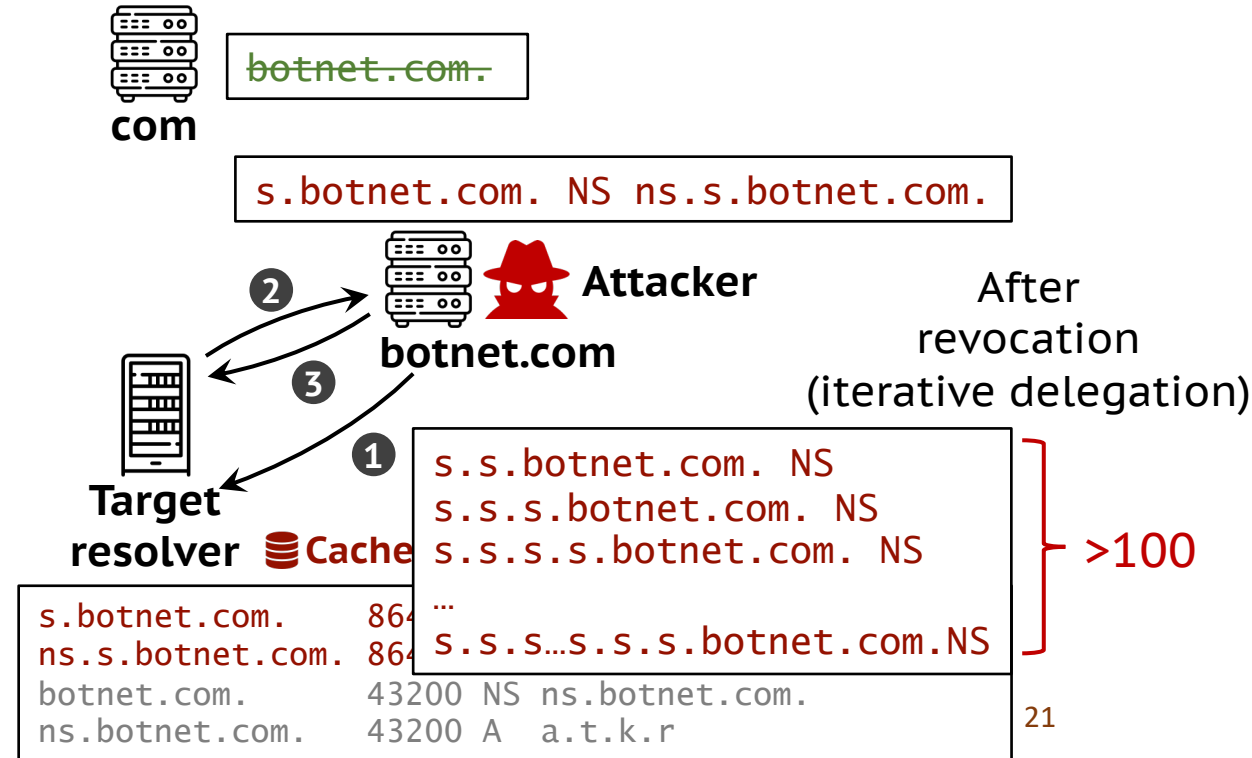 botnet.com.
com
s.botnet.com. NS ns.s.botnet.com.
2
Attacker
After
revocation
(iterative delegation)
botnet.com
3
1
Target
resolver
Cache
s.s.botnet.com. NS
s.s.s.botnet.com. NS
s.s.s.s.botnet.com. NS
…
s.s.s…s.s.s.botnet.com.NS
>100
s.botnet.com. 864
ns.s.botnet.com. 864
botnet.com. 43200 NS ns.botnet.com.
ns.botnet.com. 43200 A a.t.k.r
21